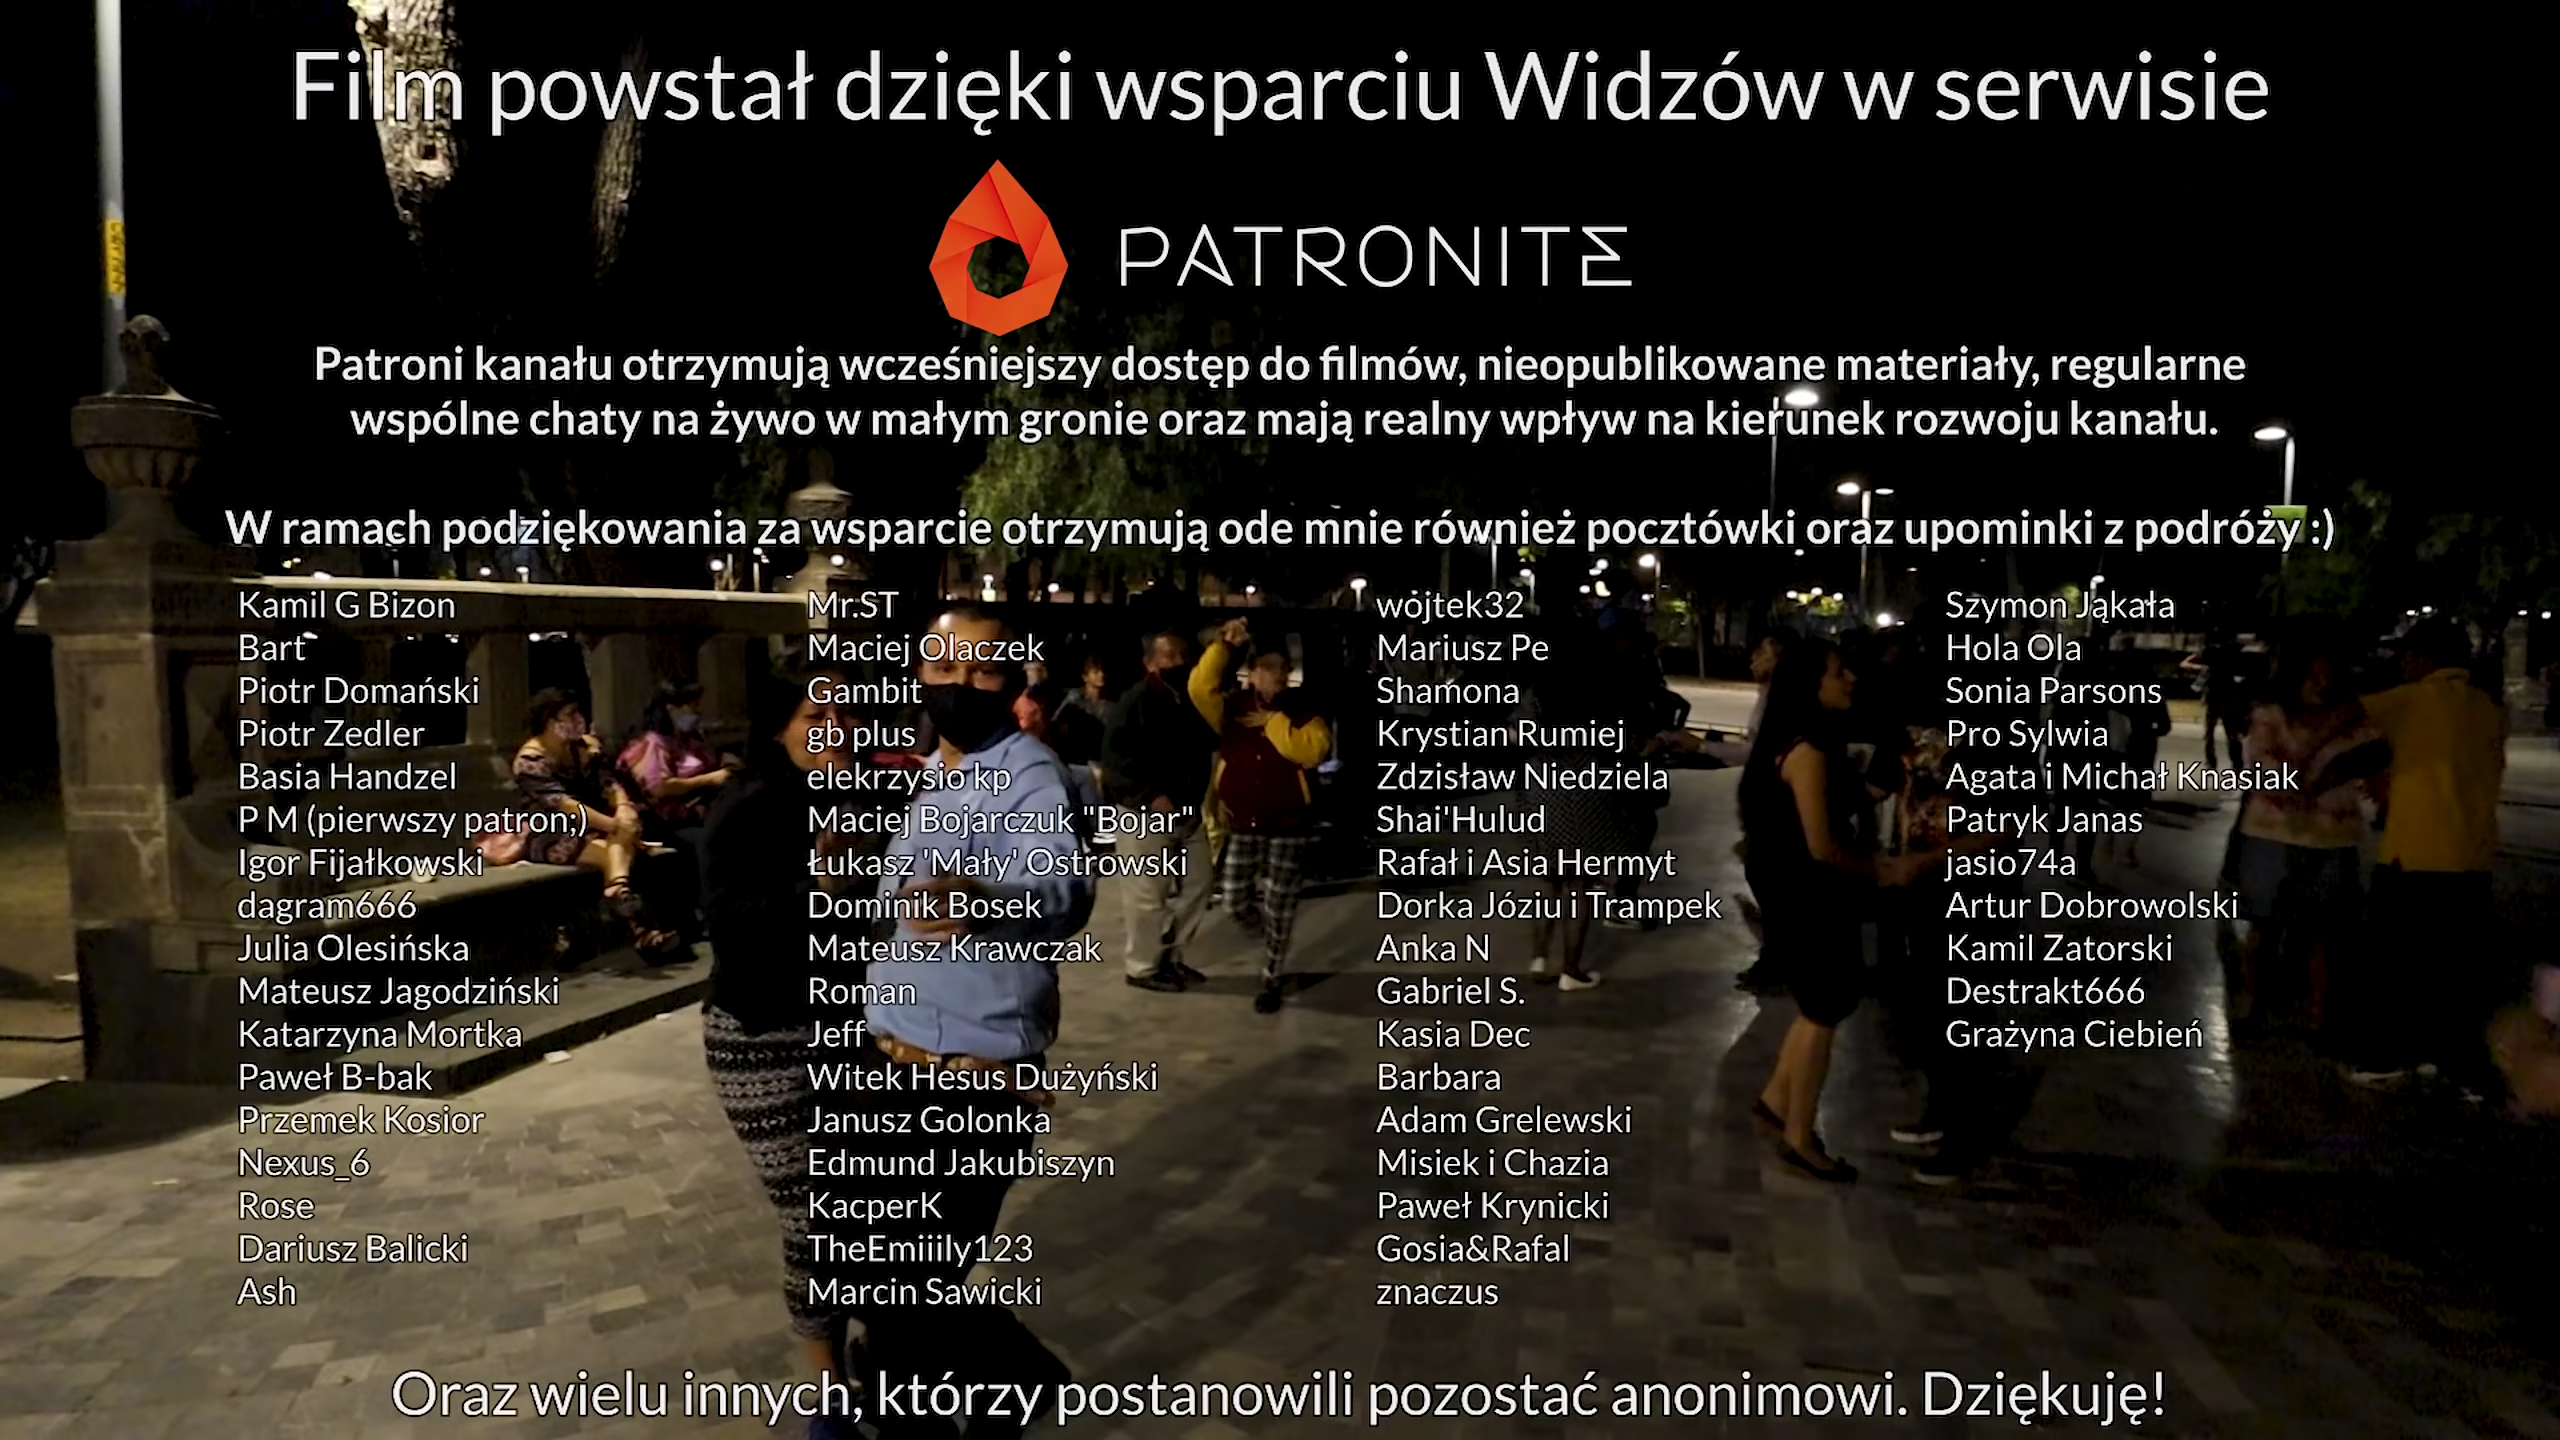 Film powstał dzięki wsparciu Widzów w serwisie
PATRONITE
Patroni kanału otrzymują wcześniejszy dostęp do filmów, nieopublikowane materiały, regularne
wspólne chaty na żywo w małym gronie oraz mają realny wpływ na kierunek rozwoju kanału.
W ramach podziękowania za wsparcie otrzymują ode mnie również pocztówki oraz upominki z podróży :)
Kamil G Bizon
Bart
Piotr Domański
Piotr Zedler
Basia Handzel
P M (pierwszy patron;)
Igor Fijałkowski
dagram666
Julia Olesińska
Mateusz Jagodziński
Katarzyna Mortka
Paweł B-bak
Przemek Kosior
Nexus_6
Rose
Dariusz Balicki
Ash
Mr.ST
Maciej Olaczek
Gambit
gb plus
elekrzysio kp
Maciej Bojarczuk "Bojar"
Łukasz 'Mały' Ostrowski
Dominik Bosek
Mateusz Krawczak
Roman
Jeff
Witek Hesus Dużyński
Janusz Golonka
Edmund Jakubiszyn
KacperK
TheEmiiily123
Marcin Sawicki
wojtek32
Mariusz Pe
Shamona
Krystian Rumiej
Zdzisław Niedziela
Shai'Hulud
Rafał i Asia Hermyt
Dorka Józiu i Trampek
Anka N
Gabriel S.
Kasia Dec
Barbara
Adam Grelewski
Misiek i Chazia
Paweł Krynicki
Gosia&Rafal
znaczus
Szymon Jąkała
Hola Ola
Sonia Parsons
Pro Sylwia
Agata i Michał Knasiak
Patryk Janas
jasio74a
Artur Dobrowolski
Kamil Zatorski
Destrakt666
Grażyna Ciebień
Oraz wielu innych, którzy postanowili pozostać anonimowi. Dziękuję!